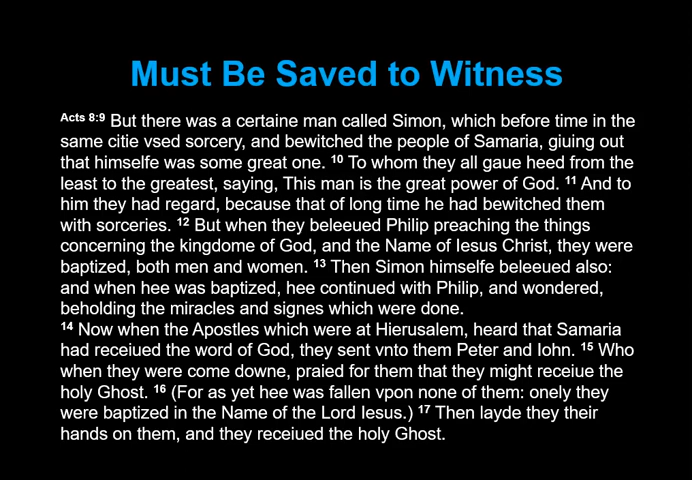 Must Be Saved to Witness
Acts 8:9 But there was a certaine man called Simon, which before time in the
same citie vsed sorcery, and bewitched the people of Samaria, giuing out
that himselfe was some great one. 10 To whom they all gaue heed from the
least to the greatest, saying, This man is the great power of God. 11 And to
him they had regard, because that of long time he had bewitched them
with sorceries. 12 But when they beleeued Philip preaching the things
concerning the kingdome of God, and the Name of Iesus Christ, they were
baptized, both men and women. 13 Then Simon himselfe beleeued also:
and when hee was baptized, hee continued with Philip, and wondered,
beholding the miracles and signes which were done.
14 Now when the Apostles which were at Hierusalem, heard that Samaria
had receiued the word of God, they sent vnto them Peter and Iohn. 15 Who
when they were come downe, praied for them that they might receiue the
holy Ghost. 16 (For as yet hee was fallen vpon none of them: onely they
were baptized in the Name of the Lord Iesus.) 17 Then layde they their
hands on them, and they receiued the holy Ghost.